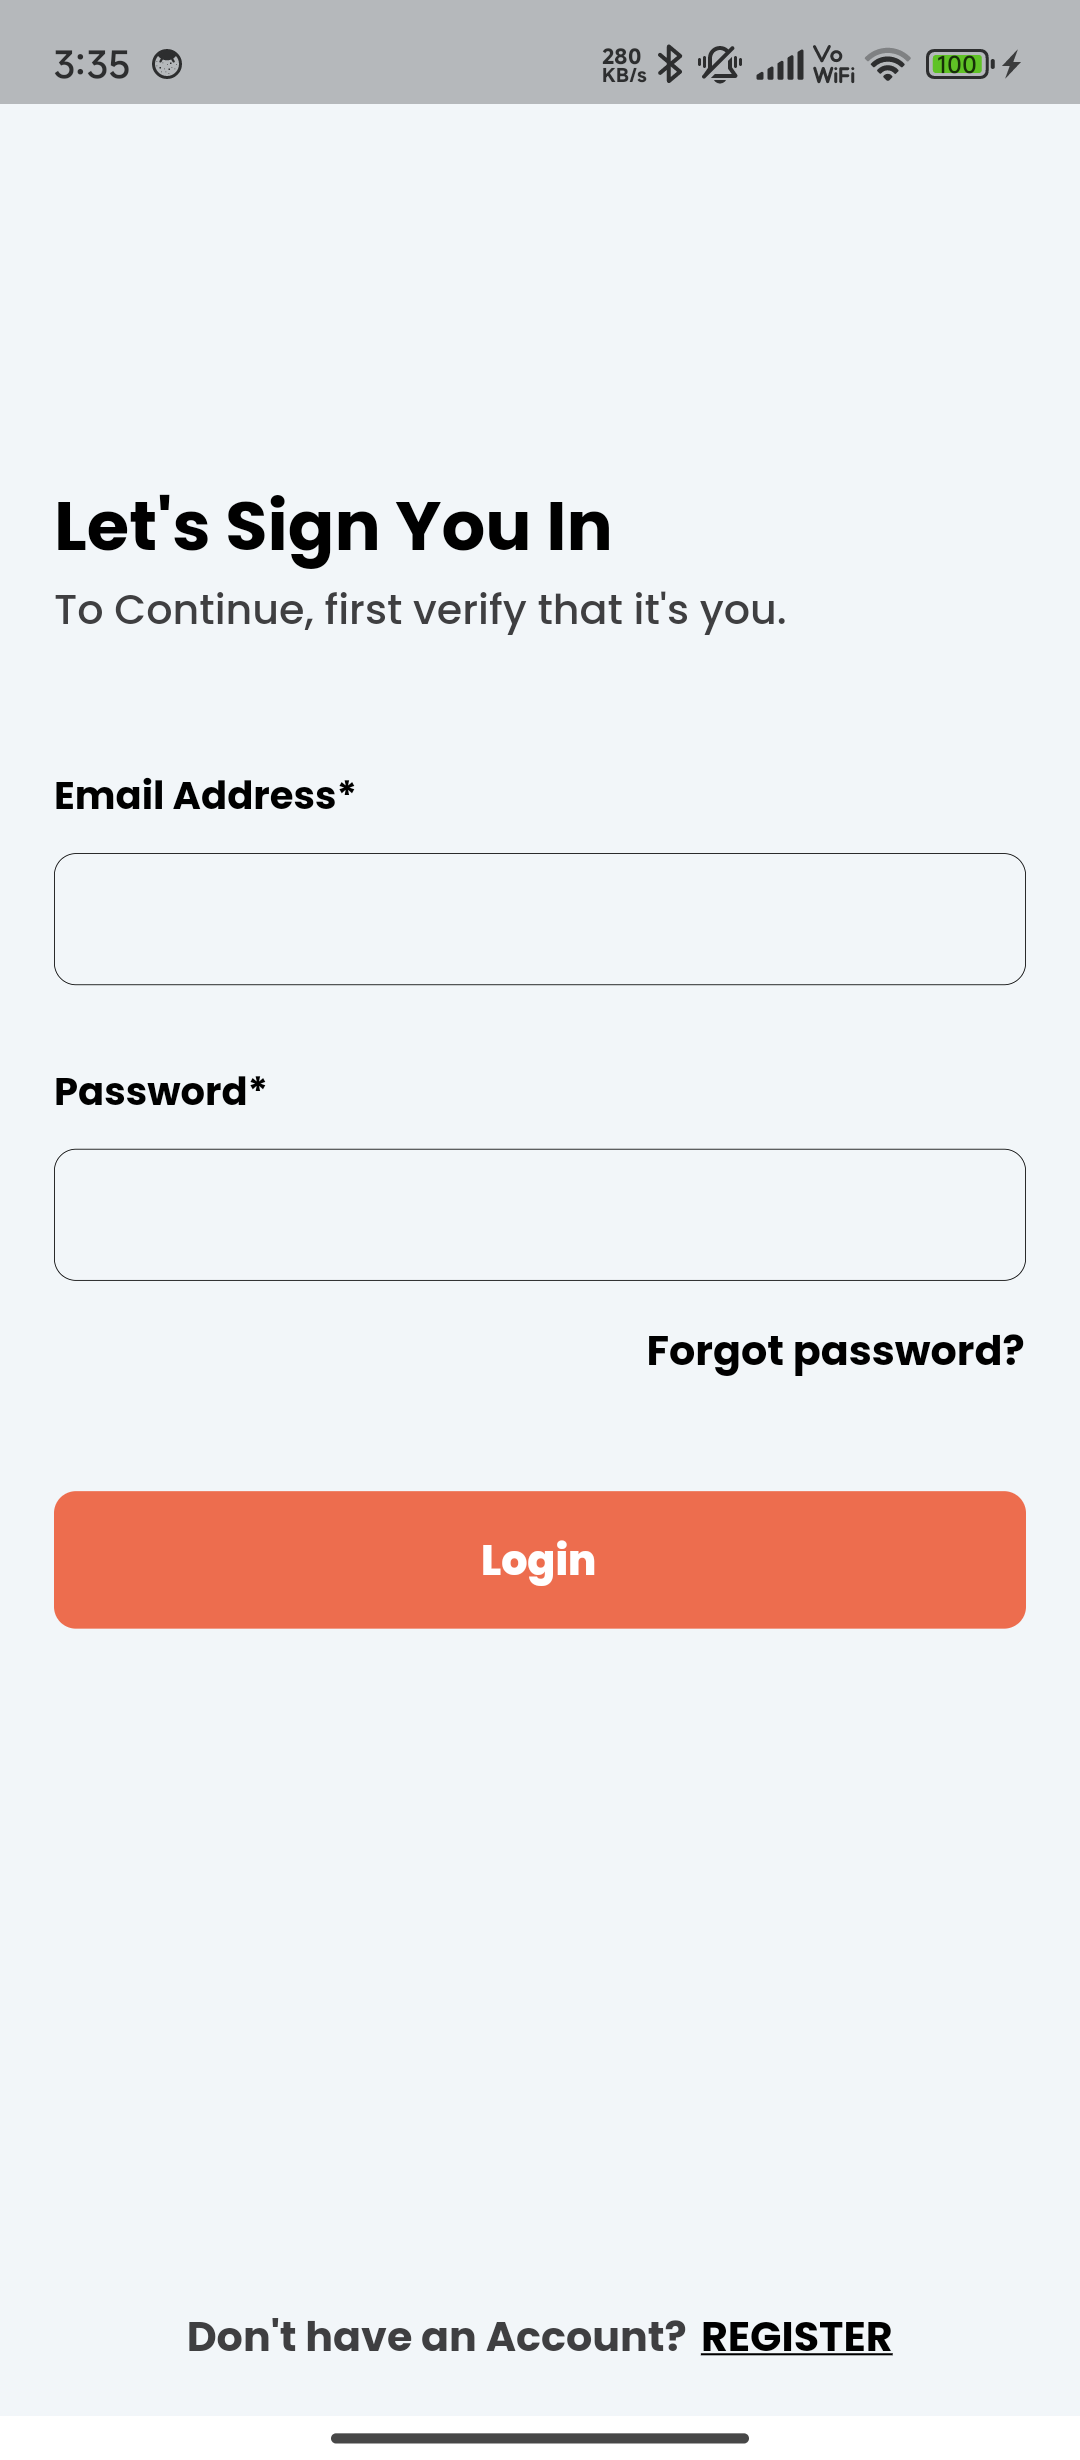 3:35 280 KB/s Vo WiFi 100
Let's Sign You In
To Continue, first verify that it's you.
Email Address*
Password*
Forgot password?
Login
Don't have an Account? REGISTER